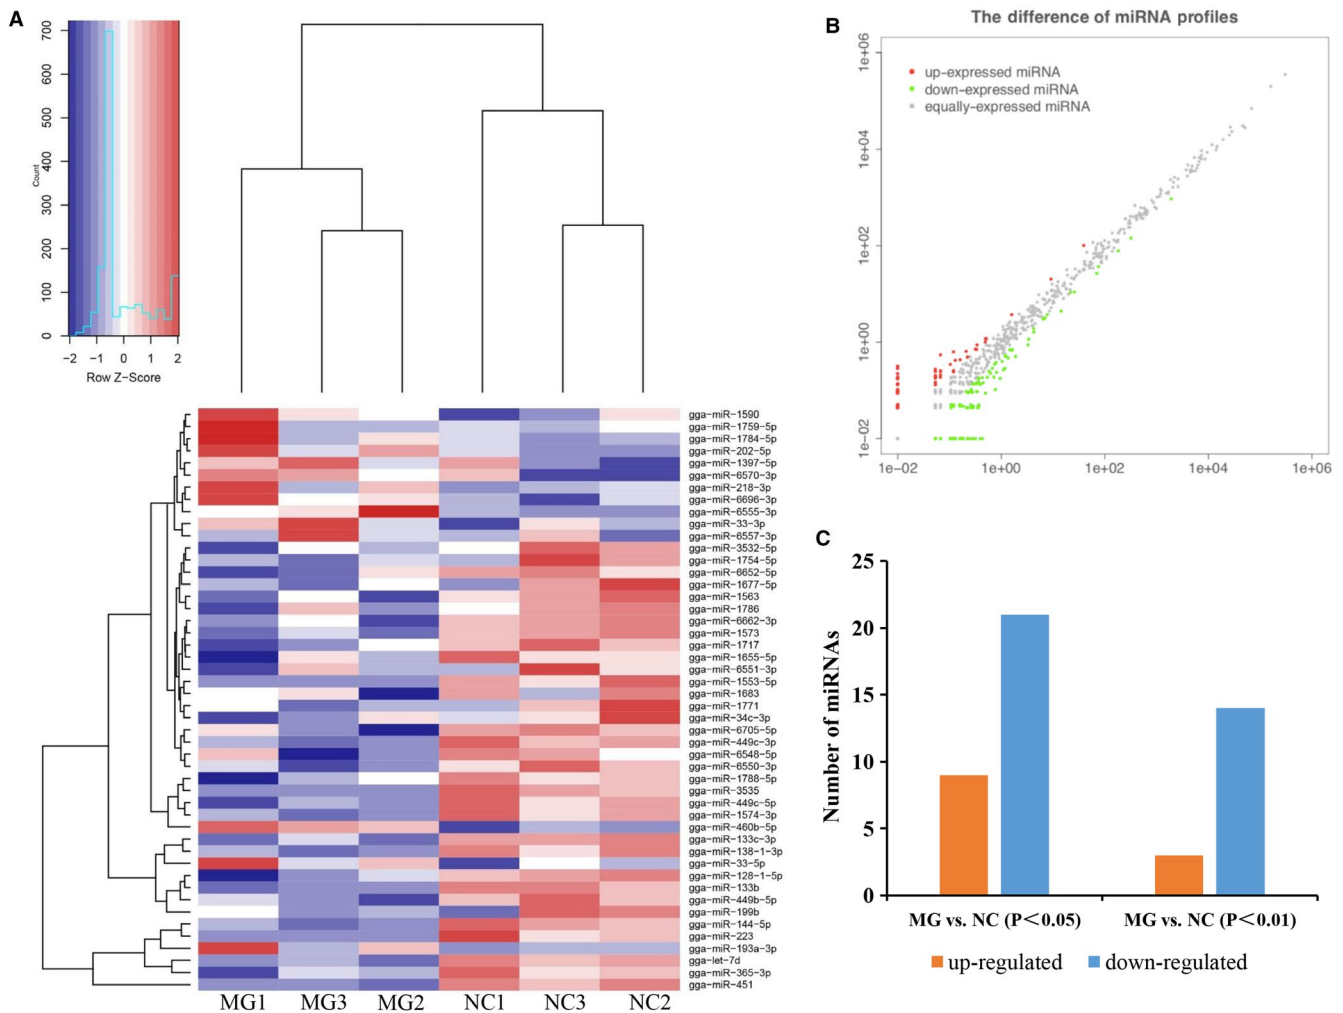 A
700
600
500
400
300
200
100
0
Count
−2 −1 0 1 2
Row Z−Score
gga−miR−1590
gga−miR−1759−5p
gga−miR−1784−5p
gga−miR−202−5p
gga−miR−1397−5p
gga−miR−6570−3p
gga−miR−218−3p
gga−miR−6696−3p
gga−miR−6555−3p
gga−miR−33−3p
gga−miR−6557−3p
gga−miR−3532−5p
gga−miR−1754−5p
gga−miR−6652−5p
gga−miR−1677−5p
gga−miR−1563
gga−miR−1786
gga−miR−6662−3p
gga−miR−1573
gga−miR−1717
gga−miR−1655−5p
gga−miR−6551−3p
gga−miR−1553−5p
gga−miR−1683
gga−miR−1771
gga−miR−34c−3p
gga−miR−6705−5p
gga−miR−449c−3p
gga−miR−6548−5p
gga−miR−6550−3p
gga−miR−1788−5p
gga−miR−3535
gga−miR−449c−5p
gga−miR−1574−3p
gga−miR−460b−5p
gga−miR−133c−3p
gga−miR−138−1−3p
gga−miR−33−5p
gga−miR−128−1−5p
gga−miR−133b
gga−miR−449b−5p
gga−miR−199b
gga−miR−144−5p
gga−miR−223
gga−miR−193a−3p
gga−let−7d
gga−miR−365−3p
gga−miR−451
MG1 MG3 MG2 NC1 NC3 NC2
B
The difference of miRNA profiles
up-expressed miRNA
down-expressed miRNA
equally-expressed miRNA
1e+06
1e+04
1e+02
1e+00
1e−02
1e−02 1e+00 1e+02 1e+04 1e+06
C
25
20
15
10
5
0
Number of miRNAs
MG vs. NC (P<0.05) MG vs. NC (P<0.01)
up-regulated down-regulated